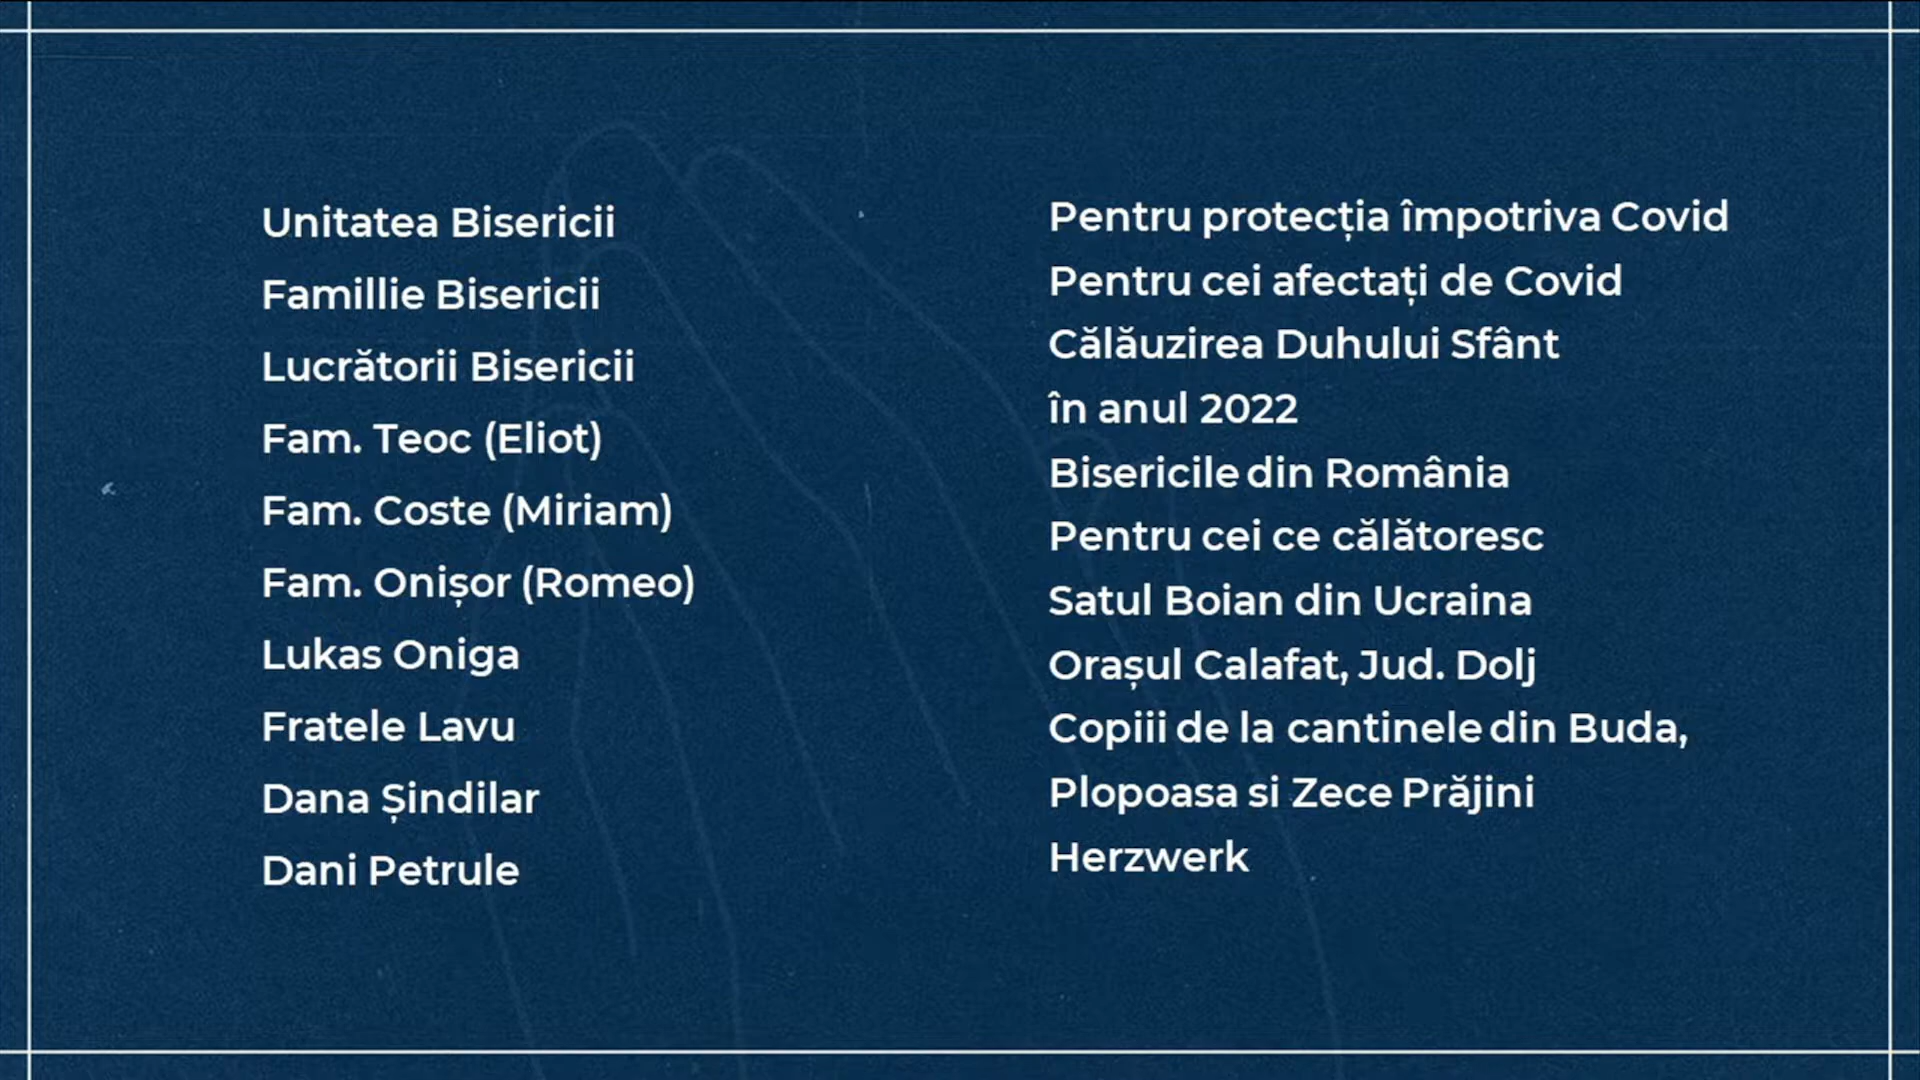 Unitatea Bisericii
Famillie Bisericii
Lucrătorii Bisericii
Fam. Teoc (Eliot)
Fam. Coste (Miriam)
Fam. Onișor (Romeo)
Lukas Oniga
Fratele Lavu
Dana Șindilar
Dani Petrule
Pentru protecția împotriva Covid
Pentru cei afectați de Covid
Călăuzirea Duhului Sfânt
în anul 2022
Bisericile din România
Pentru cei ce călătoresc
Satul Boian din Ucraina
Orașul Calafat, Jud. Dolj
Copiii de la cantinele din Buda,
Plopoasa si Zece Prăjini
Herzwerk